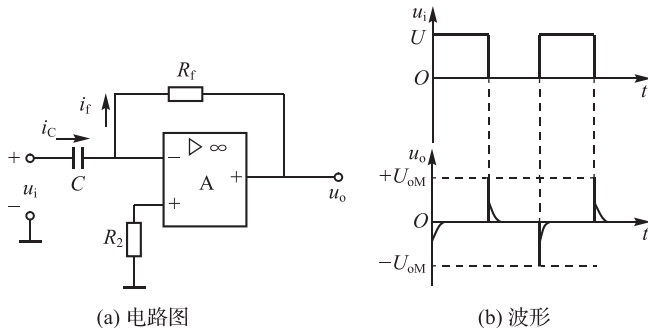 R_f
i_f
i_C
▷ ∞
+
−
A
+
C
u_i
−
+
u_o
R_2
(a) 电路图
u_i
U
O
t
u_o
+U_oM
O
t
−U_oM
(b) 波形